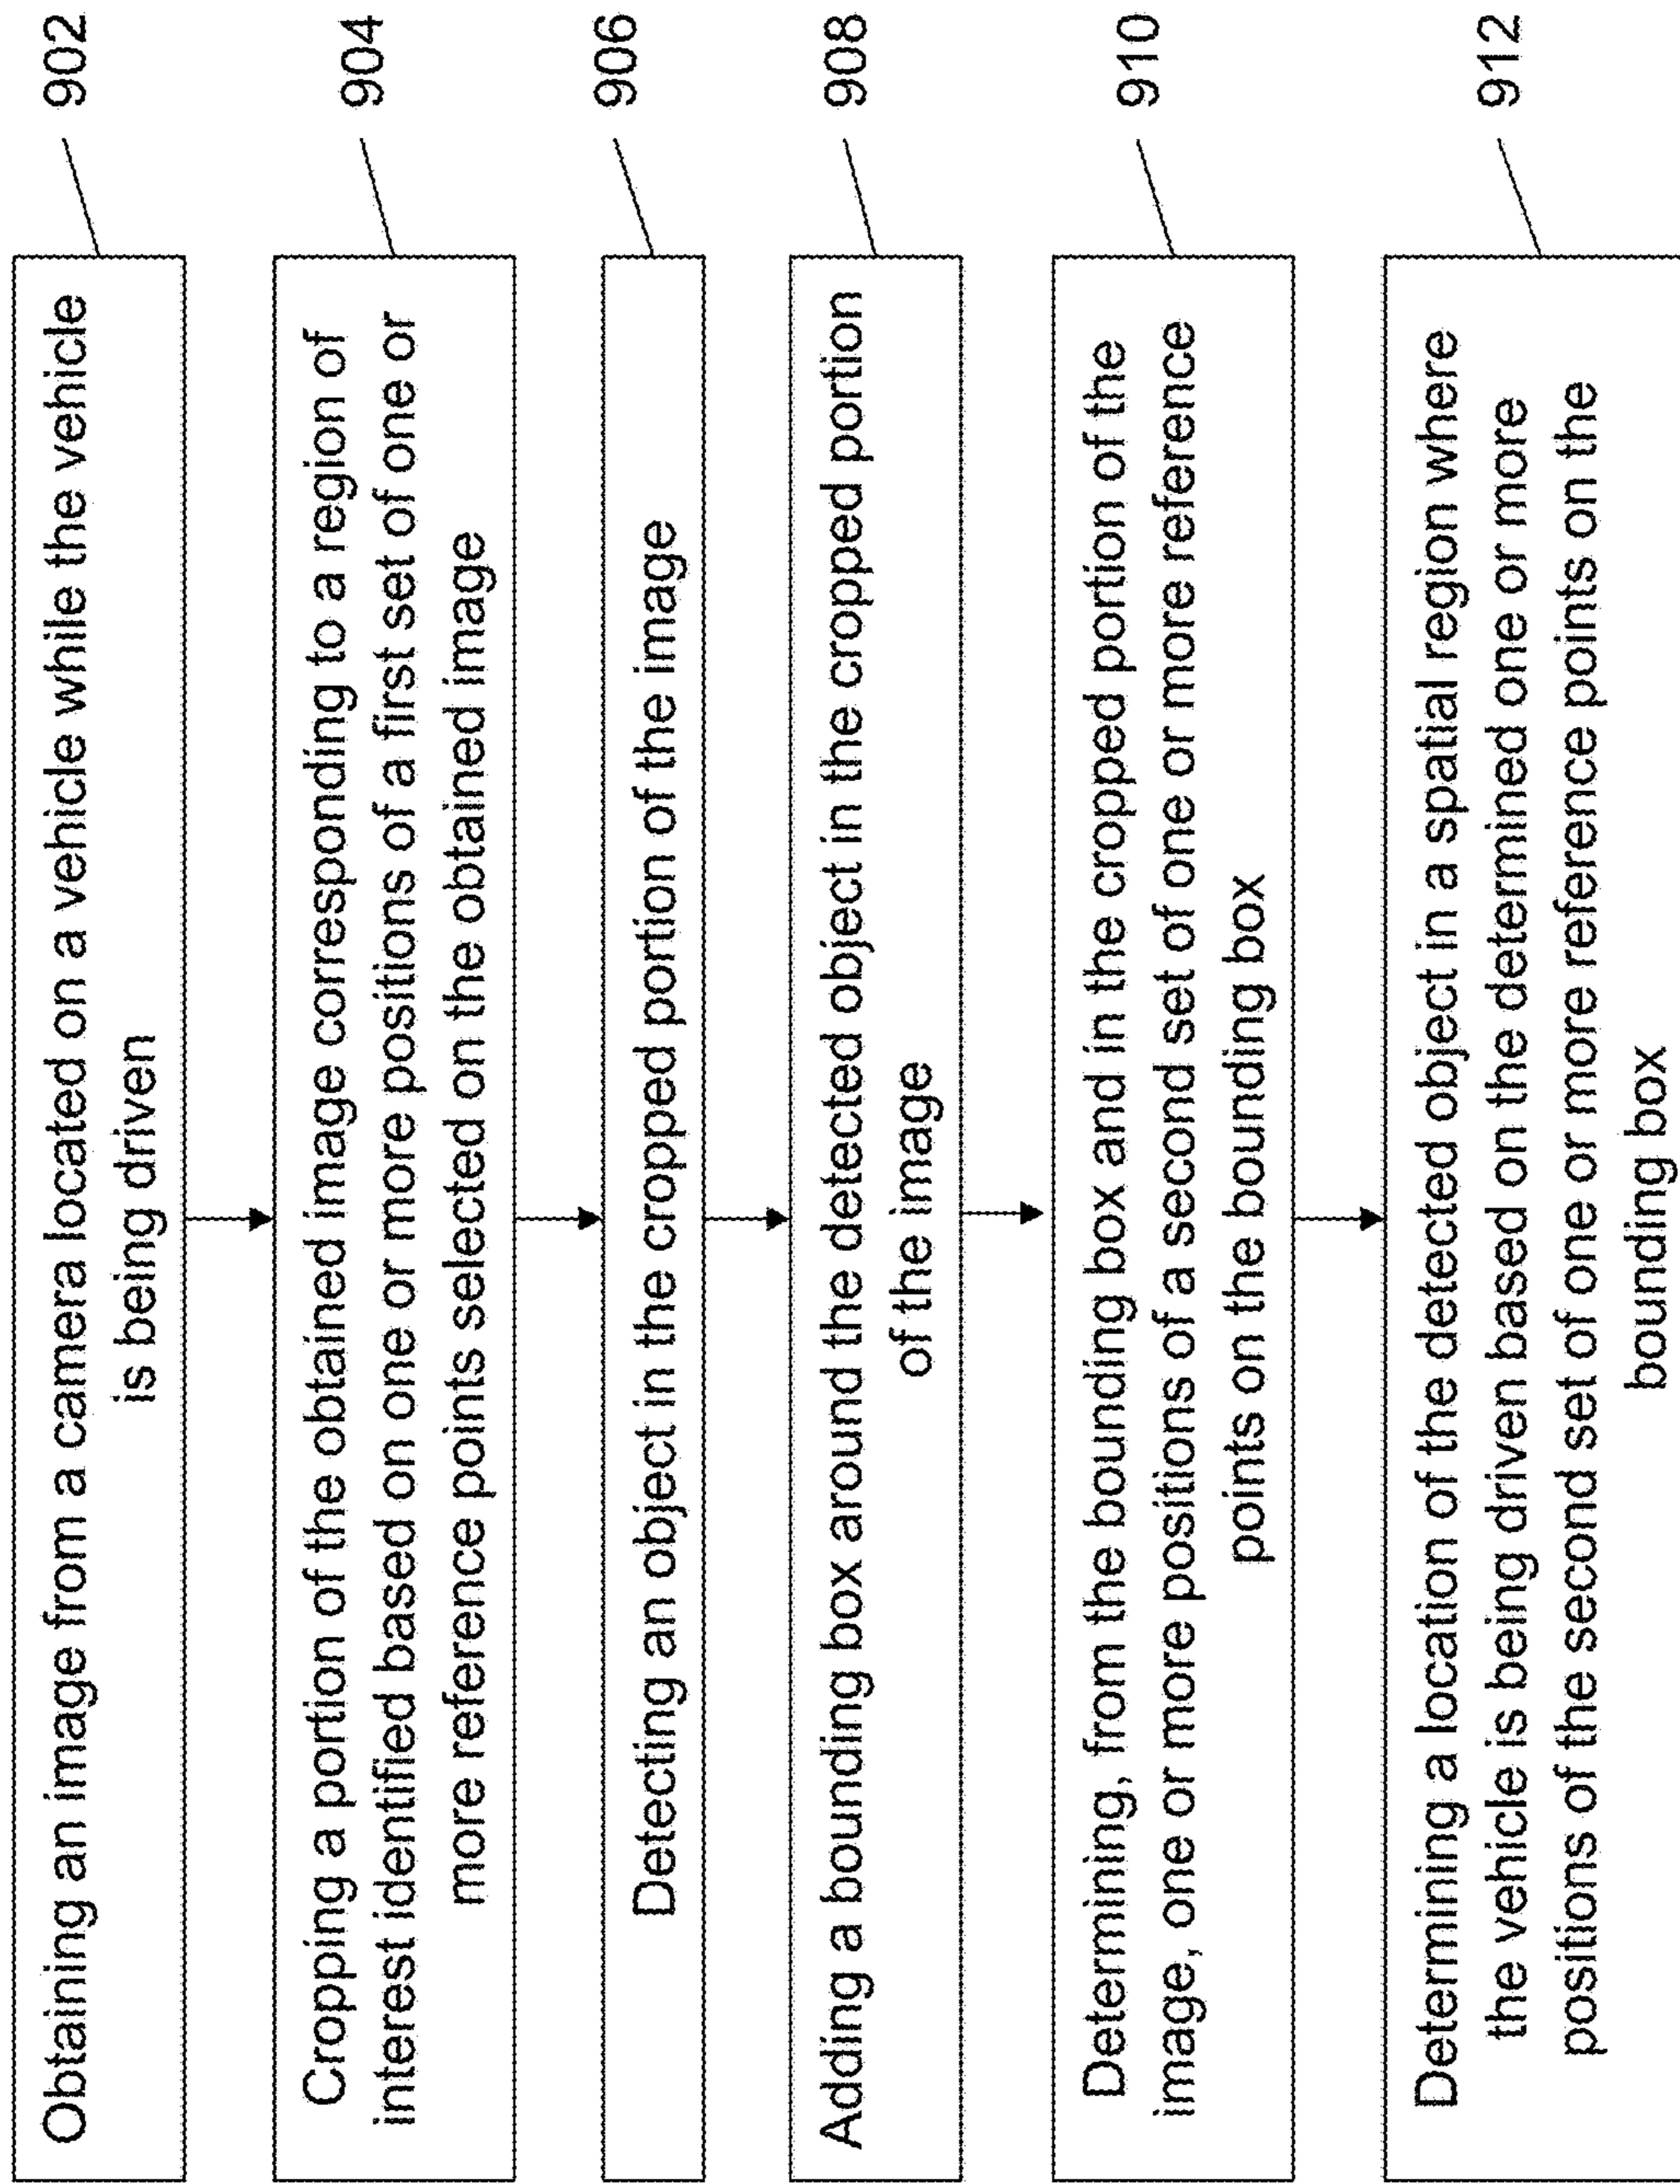 Obtaining an image from a camera located on a vehicle while the vehicle
is being driven
902
Cropping a portion of the obtained image corresponding to a region of
interest identified based on one or more positions of a first set of one or
more reference points selected on the obtained image
904
Detecting an object in the cropped portion of the image
906
Adding a bounding box around the detected object in the cropped portion
of the image
908
Determining, from the bounding box and in the cropped portion of the
image, one or more positions of a second set of one or more reference
points on the bounding box
910
Determining a location of the detected object in a spatial region where
the vehicle is being driven based on the determined one or more
positions of the second set of one or more reference points on the
bounding box
912